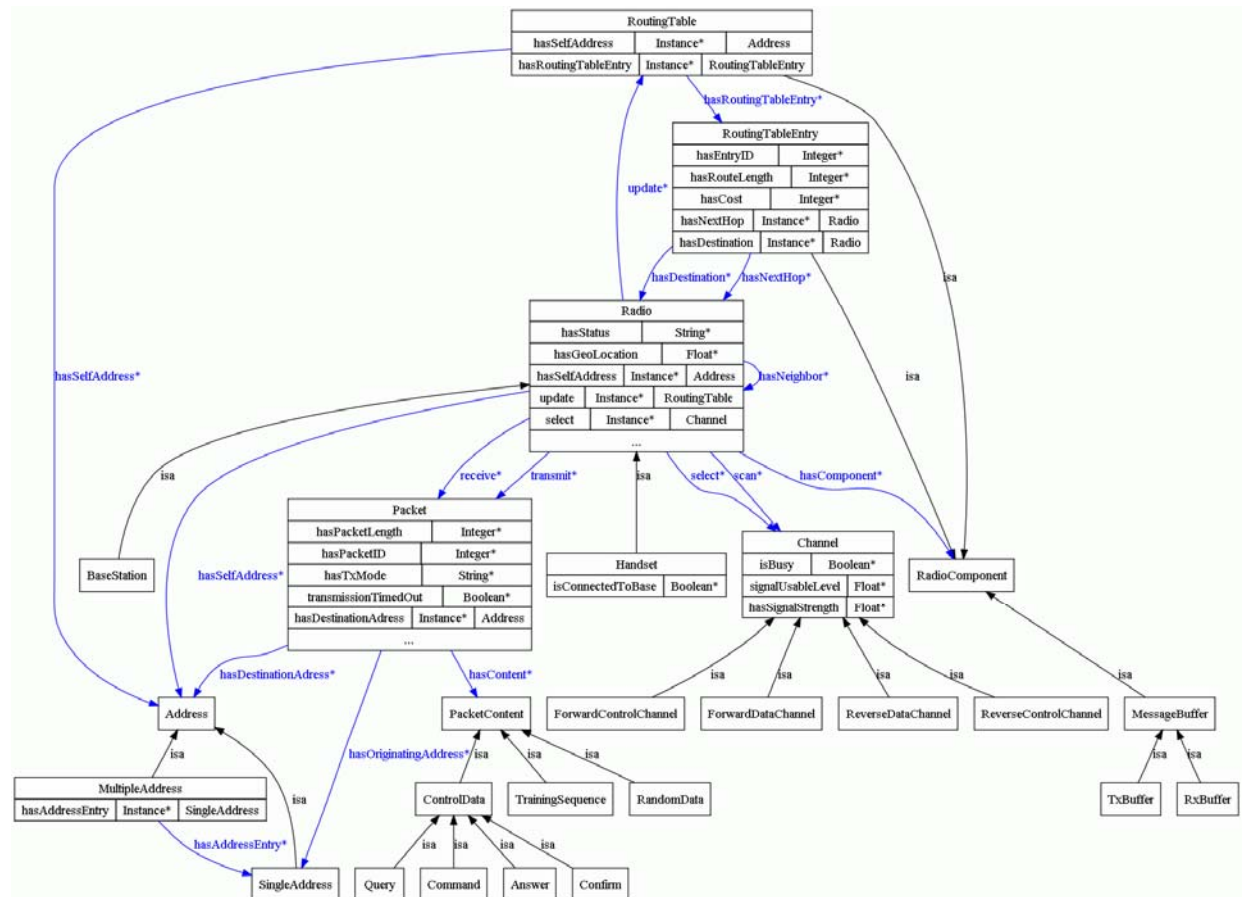 RoutingTable
hasSelfAddress Instance* Address
hasRoutingTableEntry Instance* RoutingTableEntry
hasRoutingTableEntry*
RoutingTableEntry
hasEntryID Integer*
hasRouteLength Integer*
hasCost Integer*
hasNextHop Instance* Radio
hasDestination Instance* Radio
update*
hasDestination* hasNextHop*
isa
Radio
hasStatus String*
hasGeoLocation Float*
hasSelfAddress Instance* Address
update Instance* RoutingTable
select Instance* Channel
...
hasNeighbor*
hasSelfAddress*
isa
isa
receive* transmit* isa select* scan* hasComponent*
Packet
hasPacketLength Integer*
hasPacketID Integer*
hasTxMode String*
transmissionTimedOut Boolean*
hasDestinationAdress Instance* Address
...
BaseStation
hasSelfAddress*
Handset
isConnectedToBase Boolean*
Channel
isBusy Boolean*
signalUsableLevel Float*
hasSignalStrength Float*
RadioComponent
hasDestinationAdress* hasContent* isa isa isa isa isa
Address PacketContent ForwardControlChannel ForwardDataChannel ReverseDataChannel ReverseControlChannel MessageBuffer
isa hasOriginatingAddress* isa isa isa isa isa
MultipleAddress
hasAddressEntry Instance* SingleAddress
isa
ControlData TrainingSequence RandomData TxBuffer RxBuffer
hasAddressEntry* isa isa isa isa
SingleAddress Query Command Answer Confirm